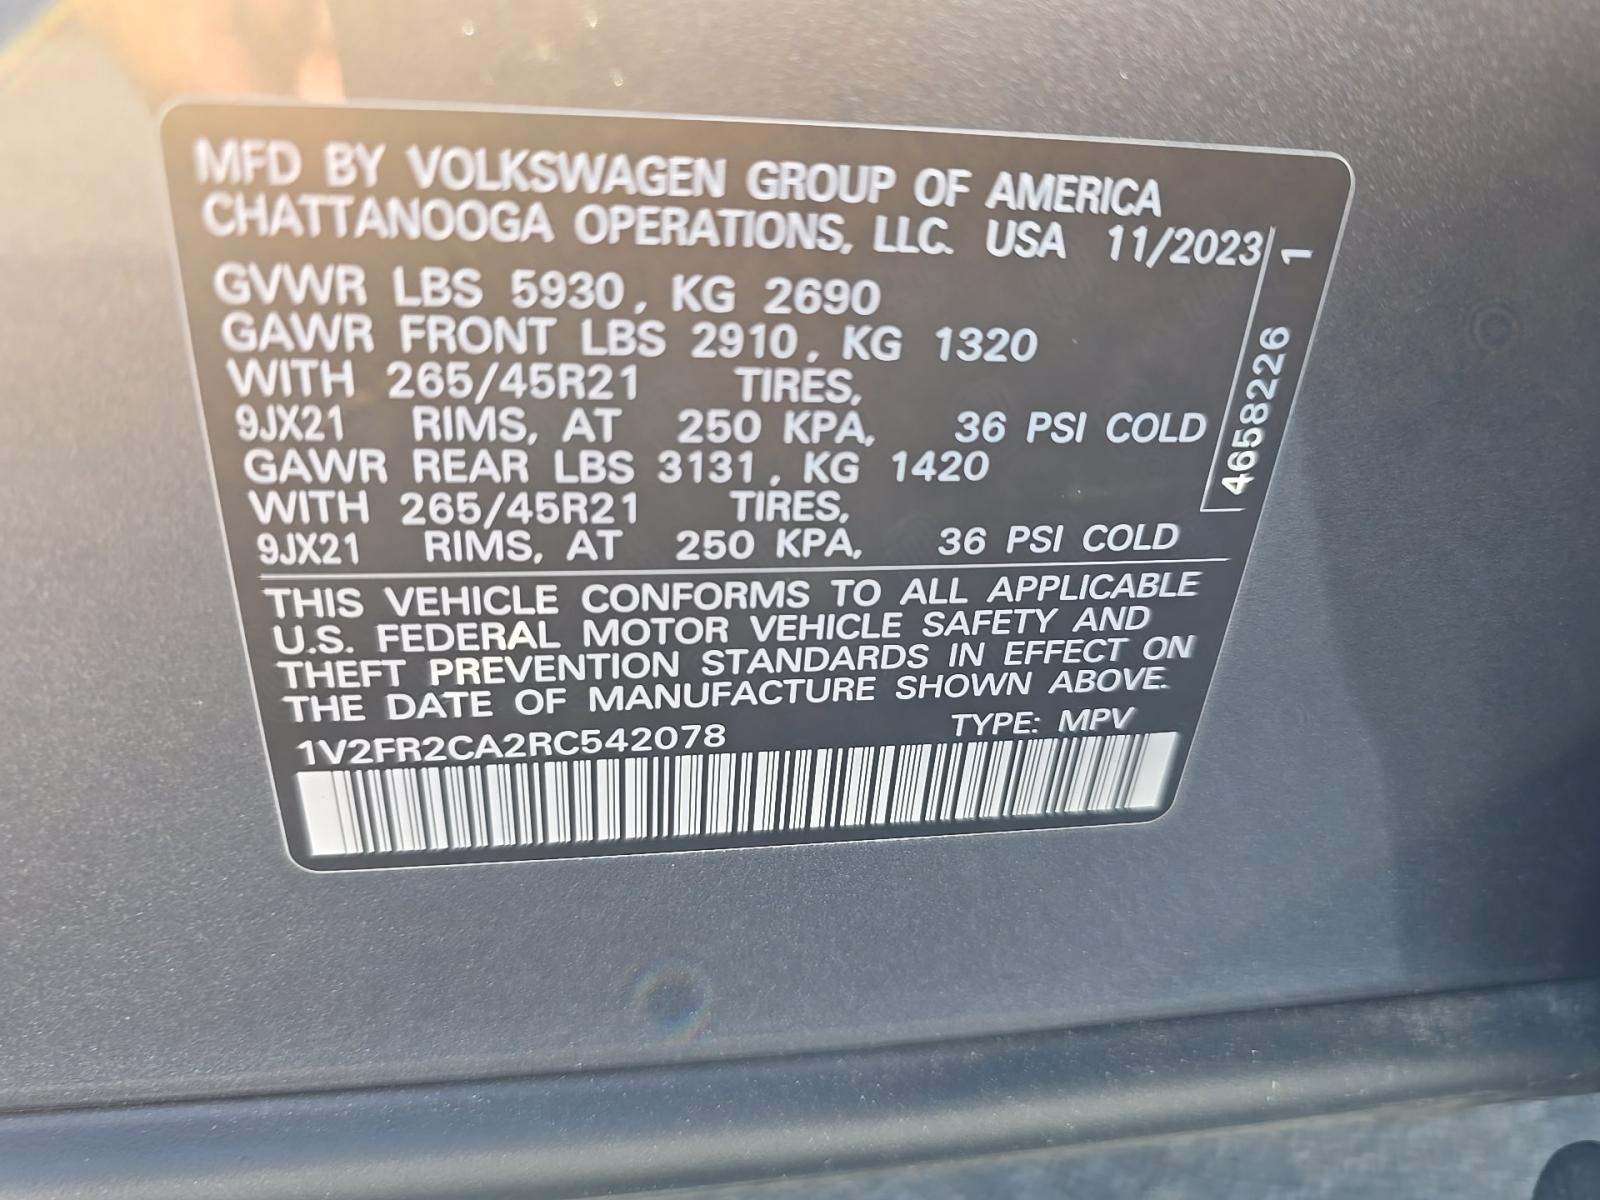 MFD BY VOLKSWAGEN GROUP OF AMERICA
CHATTANOOGA OPERATIONS, LLC. USA 11/2023
GVWR LBS 5930, KG 2690
GAWR FRONT LBS 2910, KG 1320
WITH 265/45R21 TIRES,
9JX21 RIMS, AT 250 KPA, 36 PSI COLD
GAWR REAR LBS 3131, KG 1420
WITH 265/45R21 TIRES,
9JX21 RIMS, AT 250 KPA, 36 PSI COLD
4658226 1
THIS VEHICLE CONFORMS TO ALL APPLICABLE
U.S. FEDERAL MOTOR VEHICLE SAFETY AND
THEFT PREVENTION STANDARDS IN EFFECT ON
THE DATE OF MANUFACTURE SHOWN ABOVE.
1V2FR2CA2RC542078 TYPE: MPV